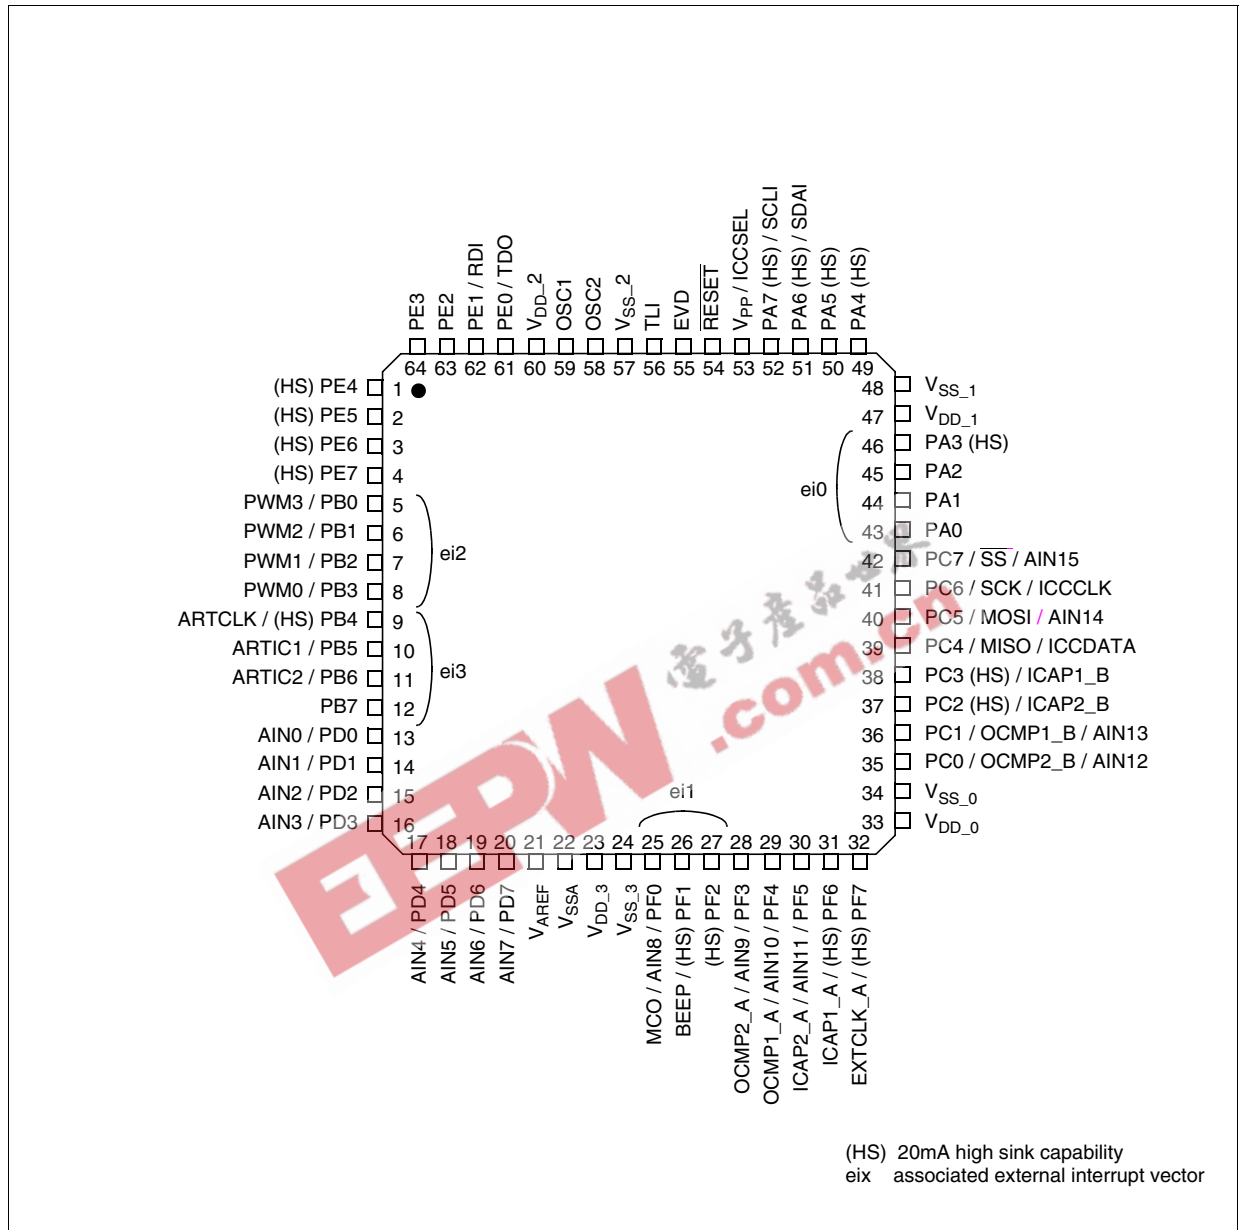 PE3
PE2
PE1 / RDI
PE0 / TDO
VDD_2
OSC1
OSC2
VSS_2
TLI
EVD
RESET
VPP / ICCSEL
PA7 (HS) / SCLI
PA6 (HS) / SDAI
PA5 (HS)
PA4 (HS)
64 63 62 61 60 59 58 57 56 55 54 53 52 51 50 49
(HS) PE4 1
(HS) PE5 2
(HS) PE6 3
(HS) PE7 4
PWM3 / PB0 5
PWM2 / PB1 6
PWM1 / PB2 7
PWM0 / PB3 8
ei2
ARTCLK / (HS) PB4 9
ARTIC1 / PB5 10
ARTIC2 / PB6 11
PB7 12
ei3
AIN0 / PD0 13
AIN1 / PD1 14
AIN2 / PD2 15
AIN3 / PD3 16
48 VSS_1
47 VDD_1
46 PA3 (HS)
45 PA2
44 PA1
43 PA0
ei0
42 PC7 / SS / AIN15
41 PC6 / SCK / ICCCLK
40 PC5 / MOSI / AIN14
39 PC4 / MISO / ICCDATA
38 PC3 (HS) / ICAP1_B
37 PC2 (HS) / ICAP2_B
36 PC1 / OCMP1_B / AIN13
35 PC0 / OCMP2_B / AIN12
34 VSS_0
33 VDD_0
ei1
17 18 19 20 21 22 23 24 25 26 27 28 29 30 31 32
AIN4 / PD4
AIN5 / PD5
AIN6 / PD6
AIN7 / PD7
VAREF
VSSA
VDD_3
VSS_3
MCO / AIN8 / PF0
BEEP / (HS) PF1
(HS) PF2
OCMP2_A / AIN9 / PF3
OCMP1_A / AIN10 / PF4
ICAP2_A / AIN11 / PF5
ICAP1_A / (HS) PF6
EXTCLK_A / (HS) PF7
EEPW
.com.cn
電子產品世界
(HS) 20mA high sink capability
eix associated external interrupt vector